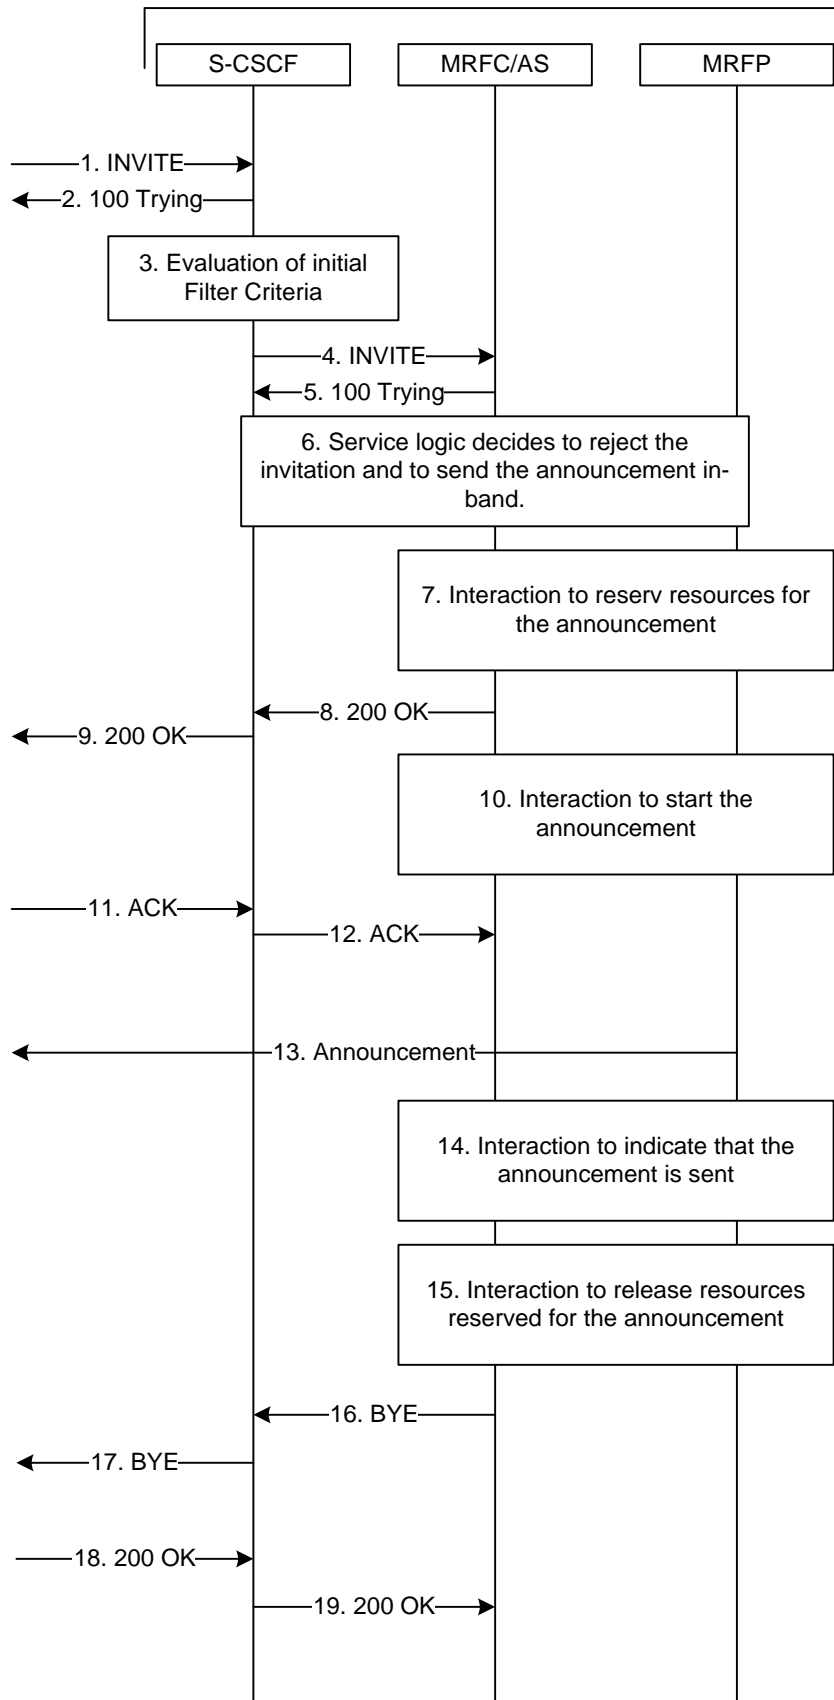 S-CSCF MRFC/AS MRFP
1. INVITE
2. 100 Trying
3. Evaluation of initial
Filter Criteria
4. INVITE
5. 100 Trying
6. Service logic decides to reject the
invitation and to send the announcement in-
band.
7. Interaction to reserv resources for
the announcement
8. 200 OK
9. 200 OK
10. Interaction to start the
announcement
11. ACK
12. ACK
13. Announcement
14. Interaction to indicate that the
announcement is sent
15. Interaction to release resources
reserved for the announcement
16. BYE
17. BYE
18. 200 OK
19. 200 OK